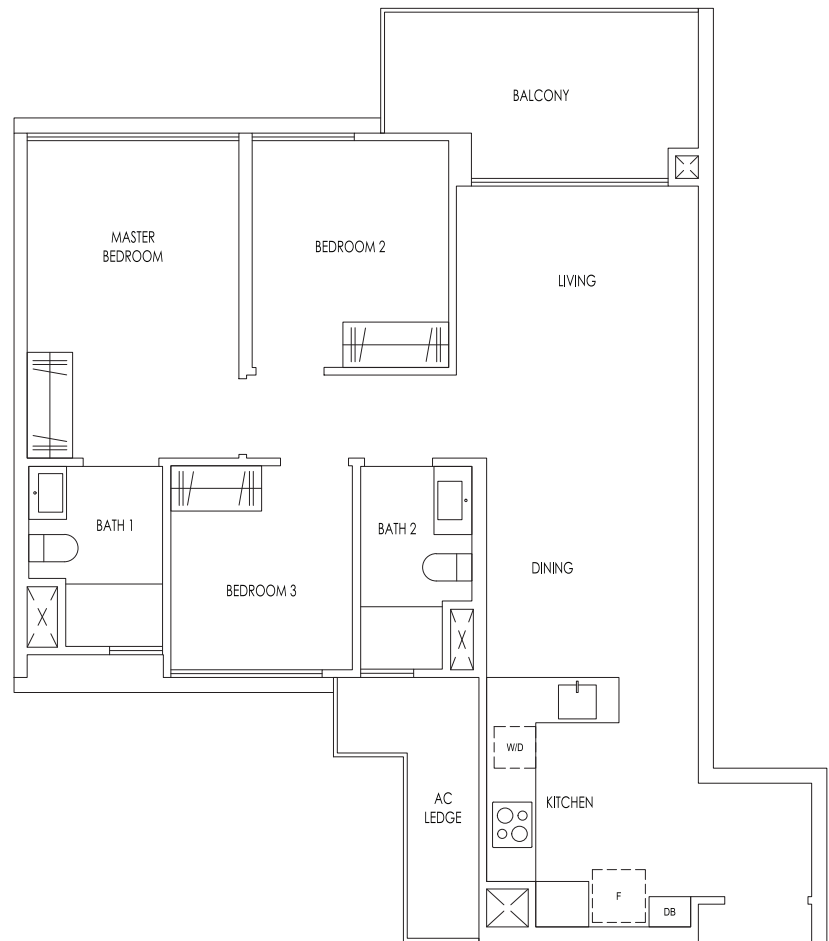 BALCONY
MASTER
BEDROOM
BEDROOM 2
LIVING
BATH 1
BATH 2
DINING
BEDROOM 3
W/D
AC
LEDGE
KITCHEN
F
DB